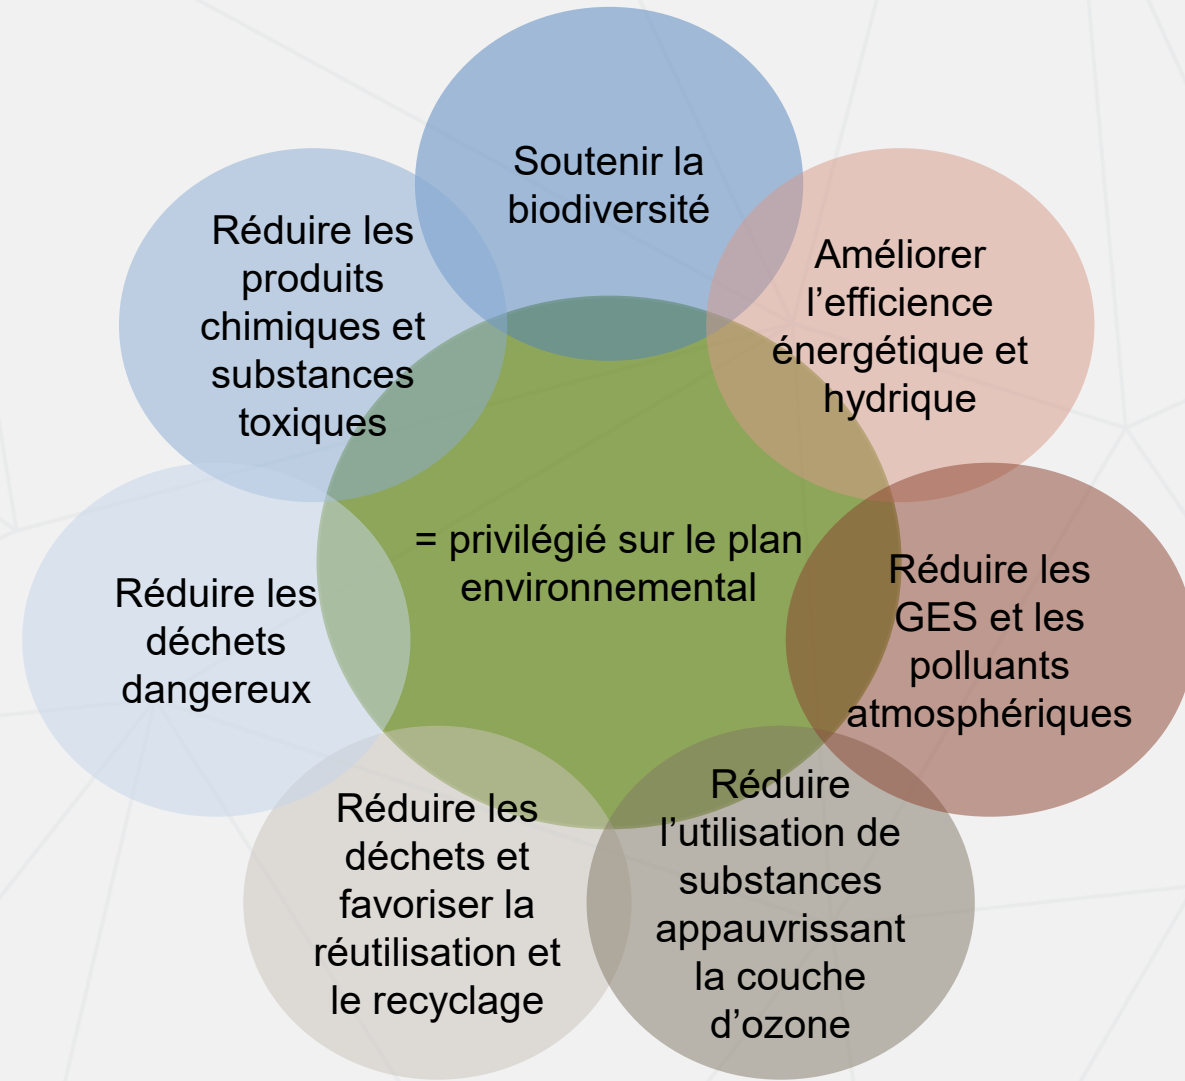 Soutenir la
biodiversité
Améliorer
l’efficience
énergétique et
hydrique
Réduire les
GES et les
polluants
atmosphériques
Réduire
l’utilisation de
substances
appauvrissant
la couche
d’ozone
Réduire les
déchets et
favoriser la
réutilisation et
le recyclage
Réduire les
déchets
dangereux
Réduire les
produits
chimiques et
substances
toxiques
= privilégié sur le plan
environnemental